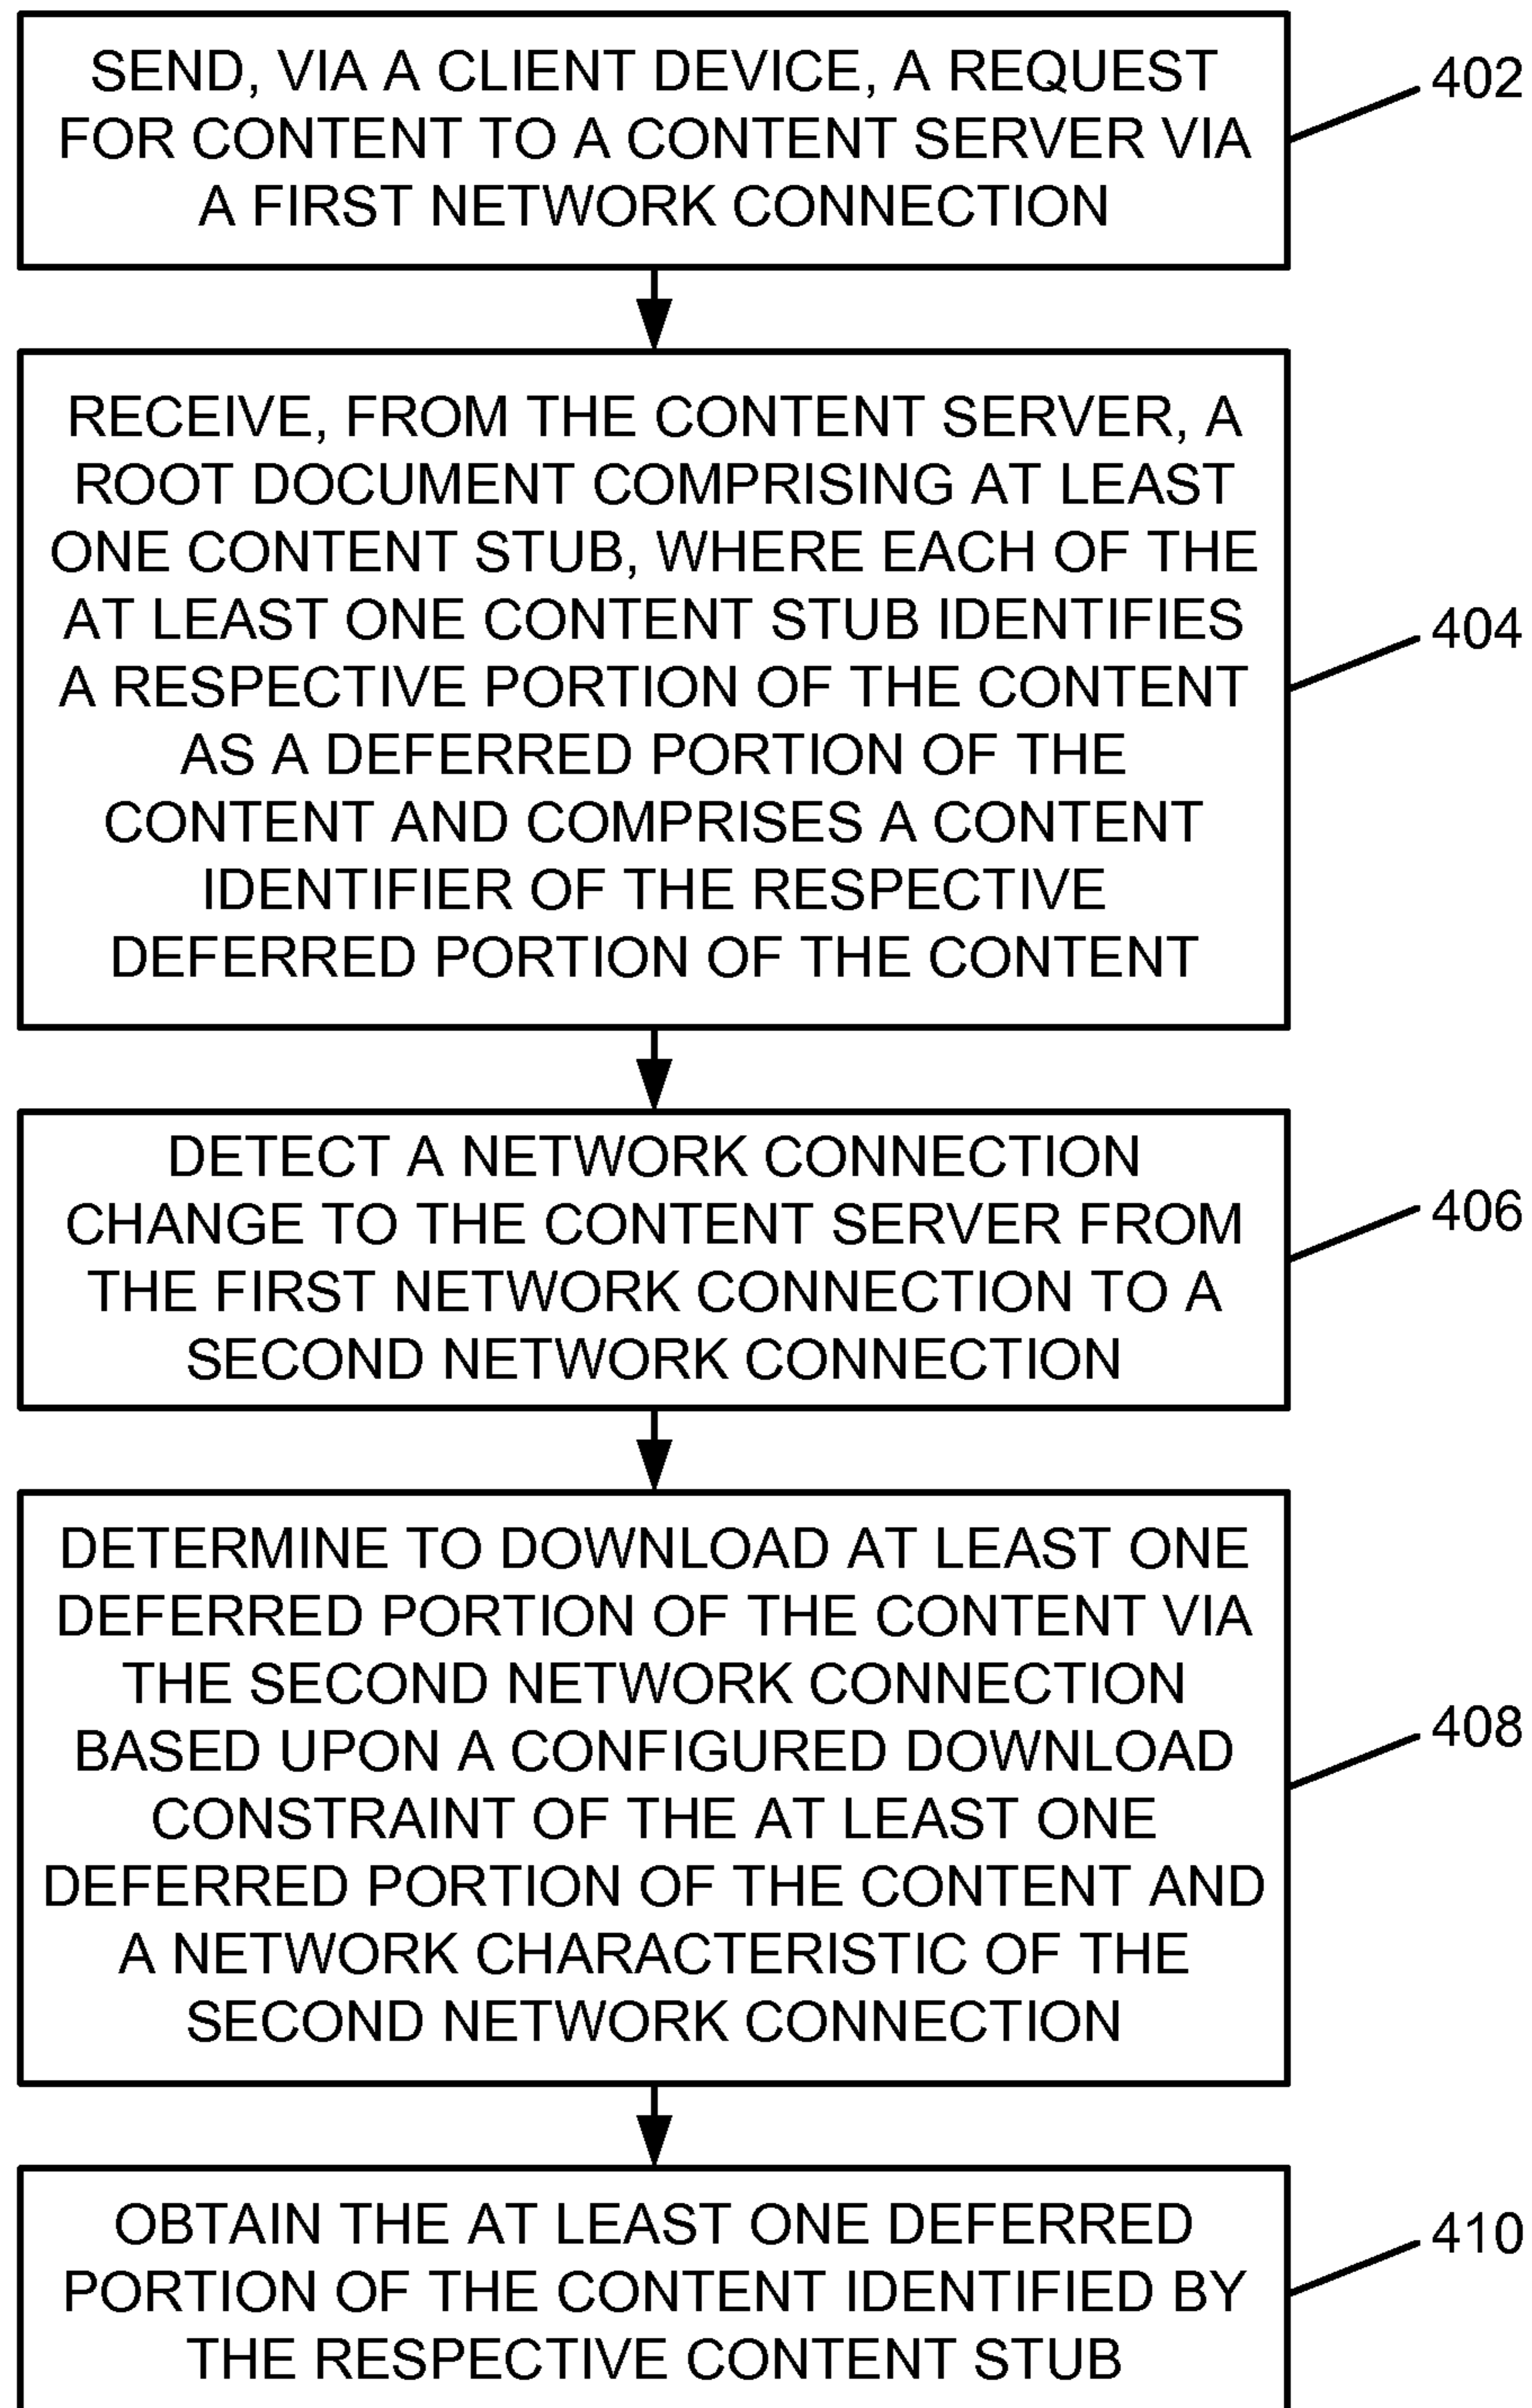 SEND, VIA A CLIENT DEVICE, A REQUEST
FOR CONTENT TO A CONTENT SERVER VIA
A FIRST NETWORK CONNECTION
402
RECEIVE, FROM THE CONTENT SERVER, A
ROOT DOCUMENT COMPRISING AT LEAST
ONE CONTENT STUB, WHERE EACH OF THE
AT LEAST ONE CONTENT STUB IDENTIFIES
A RESPECTIVE PORTION OF THE CONTENT
AS A DEFERRED PORTION OF THE
CONTENT AND COMPRISES A CONTENT
IDENTIFIER OF THE RESPECTIVE
DEFERRED PORTION OF THE CONTENT
404
DETECT A NETWORK CONNECTION
CHANGE TO THE CONTENT SERVER FROM
THE FIRST NETWORK CONNECTION TO A
SECOND NETWORK CONNECTION
406
DETERMINE TO DOWNLOAD AT LEAST ONE
DEFERRED PORTION OF THE CONTENT VIA
THE SECOND NETWORK CONNECTION
BASED UPON A CONFIGURED DOWNLOAD
CONSTRAINT OF THE AT LEAST ONE
DEFERRED PORTION OF THE CONTENT AND
A NETWORK CHARACTERISTIC OF THE
SECOND NETWORK CONNECTION
408
OBTAIN THE AT LEAST ONE DEFERRED
PORTION OF THE CONTENT IDENTIFIED BY
THE RESPECTIVE CONTENT STUB
410